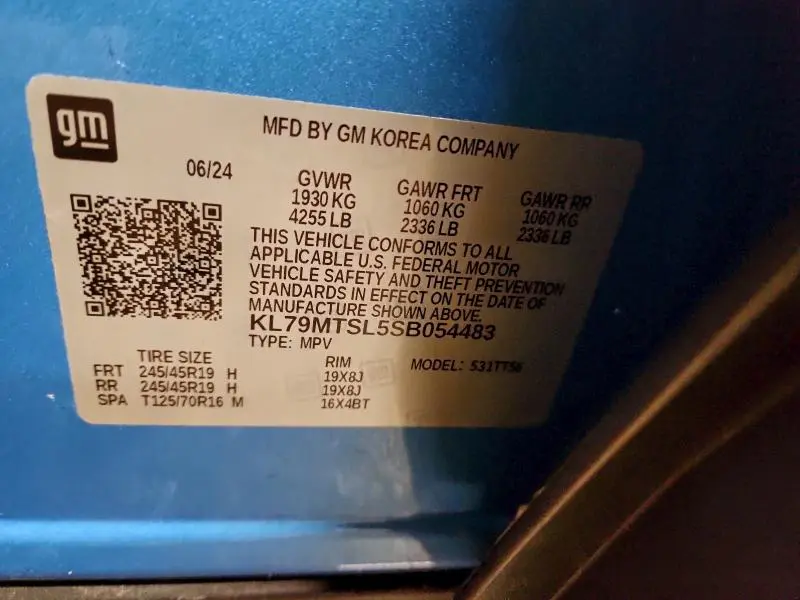 gm
MFD BY GM KOREA COMPANY
06/24
GVWR GAWR FRT GAWR RR
1930 KG 1060 KG 1060 KG
4255 LB 2336 LB 2336 LB
THIS VEHICLE CONFORMS TO ALL
APPLICABLE U.S. FEDERAL MOTOR
VEHICLE SAFETY AND THEFT PREVENTION
STANDARDS IN EFFECT ON THE DATE OF
MANUFACTURE SHOWN ABOVE.
KL79MTSL5SB054483
TYPE: MPV
TIRE SIZE RIM MODEL: 531TT56
FRT 245/45R19 H 19X8J
RR 245/45R19 H 19X8J
SPA T125/70R16 M 16X4BT